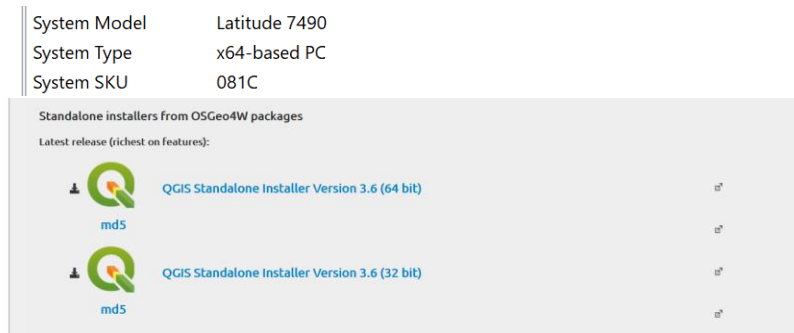 System Model Latitude 7490
System Type x64-based PC
System SKU 081C
Standalone installers from OSGeo4W packages
Latest release (richest on features):
QGIS Standalone Installer Version 3.6 (64 bit)
md5
QGIS Standalone Installer Version 3.6 (32 bit)
md5